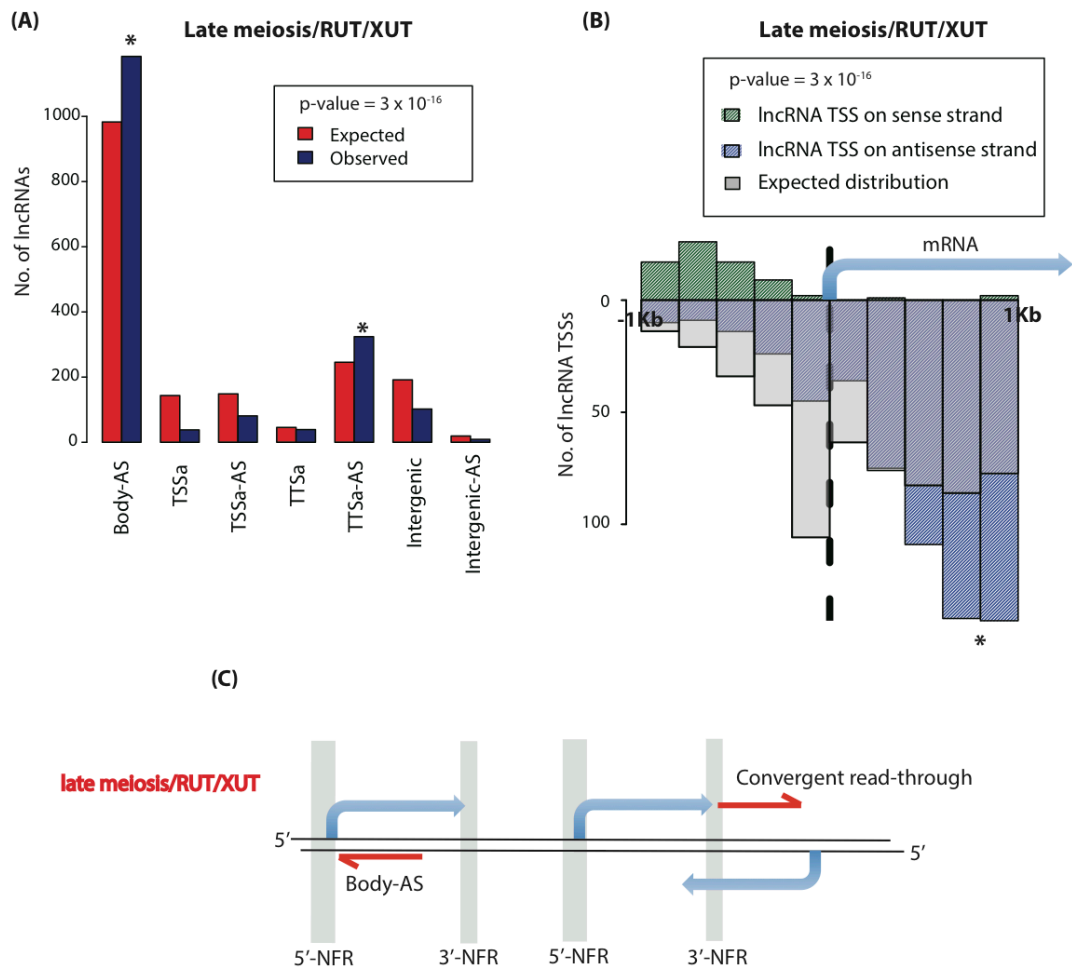 (A)
Late meiosis/RUT/XUT
*
*
p-value = 3 x 10-16
Expected
Observed
No. of lncRNAs
1000
800
600
400
200
0
Body-AS
TSSa
TSSa-AS
TTSa
TTSa-AS
Intergenic
Intergenic-AS
(B)
Late meiosis/RUT/XUT
p-value = 3 x 10-16
lncRNA TSS on sense strand
lncRNA TSS on antisense strand
Expected distribution
mRNA
No. of lncRNA TSSs
0
50
100
-1Kb
1Kb
*
(C)
late meiosis/RUT/XUT
Convergent read-through
5′
5′
Body-AS
5′-NFR
3′-NFR
5′-NFR
3′-NFR